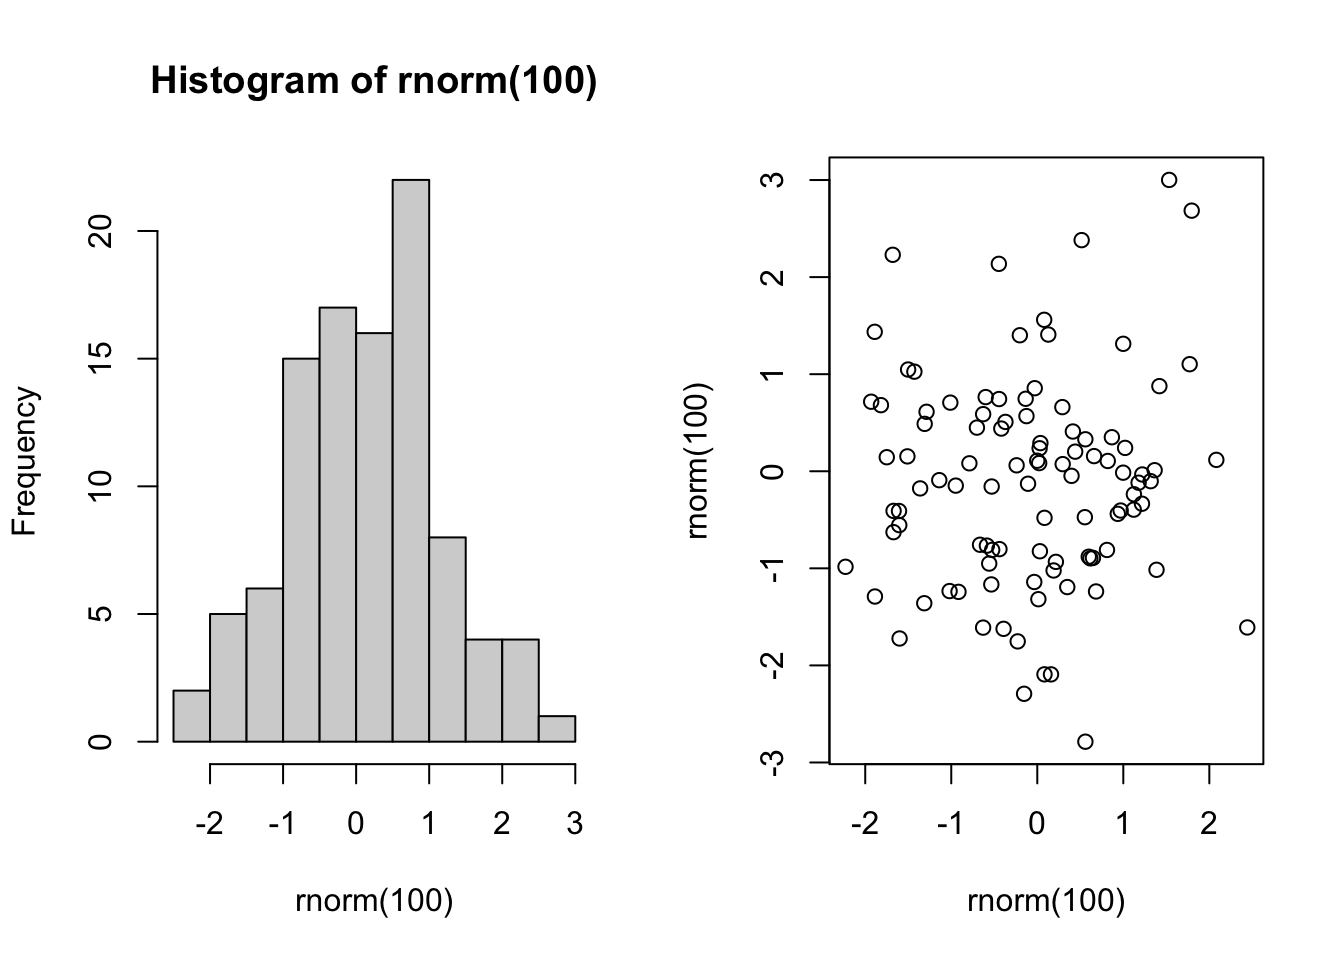 Histogram of rnorm(100)
Frequency
0
5
10
15
20
-2 -1 0 1 2 3
rnorm(100)
rnorm(100)
-3
-2
-1
0
1
2
3
-2 -1 0 1 2
rnorm(100)